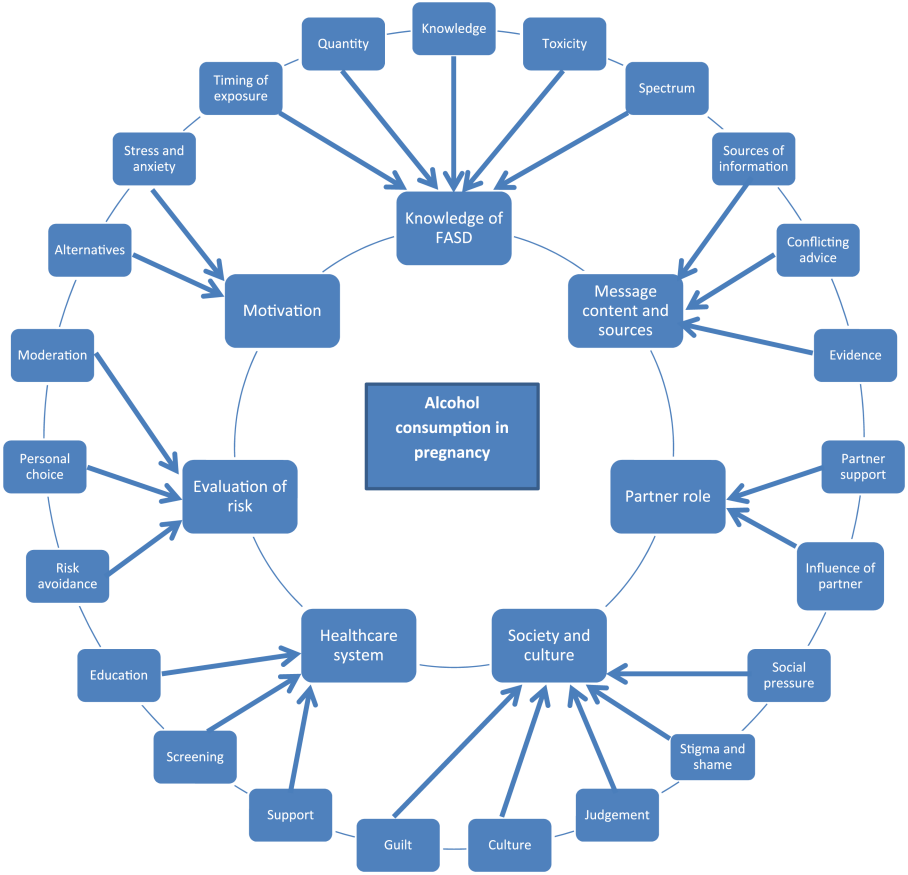 Knowledge
Quantity
Toxicity
Timing of
exposure
Spectrum
Stress and
anxiety
Sources of
information
Knowledge of
FASD
Alternatives
Conflicting
advice
Motivation
Message
content and
sources
Moderation
Evidence
Alcohol
consumption in
pregnancy
Personal
choice
Partner
support
Evaluation of
risk
Partner role
Risk
avoidance
Influence of
partner
Healthcare
system
Society and
culture
Education
Social
pressure
Screening
Stigma and
shame
Support
Judgement
Guilt
Culture